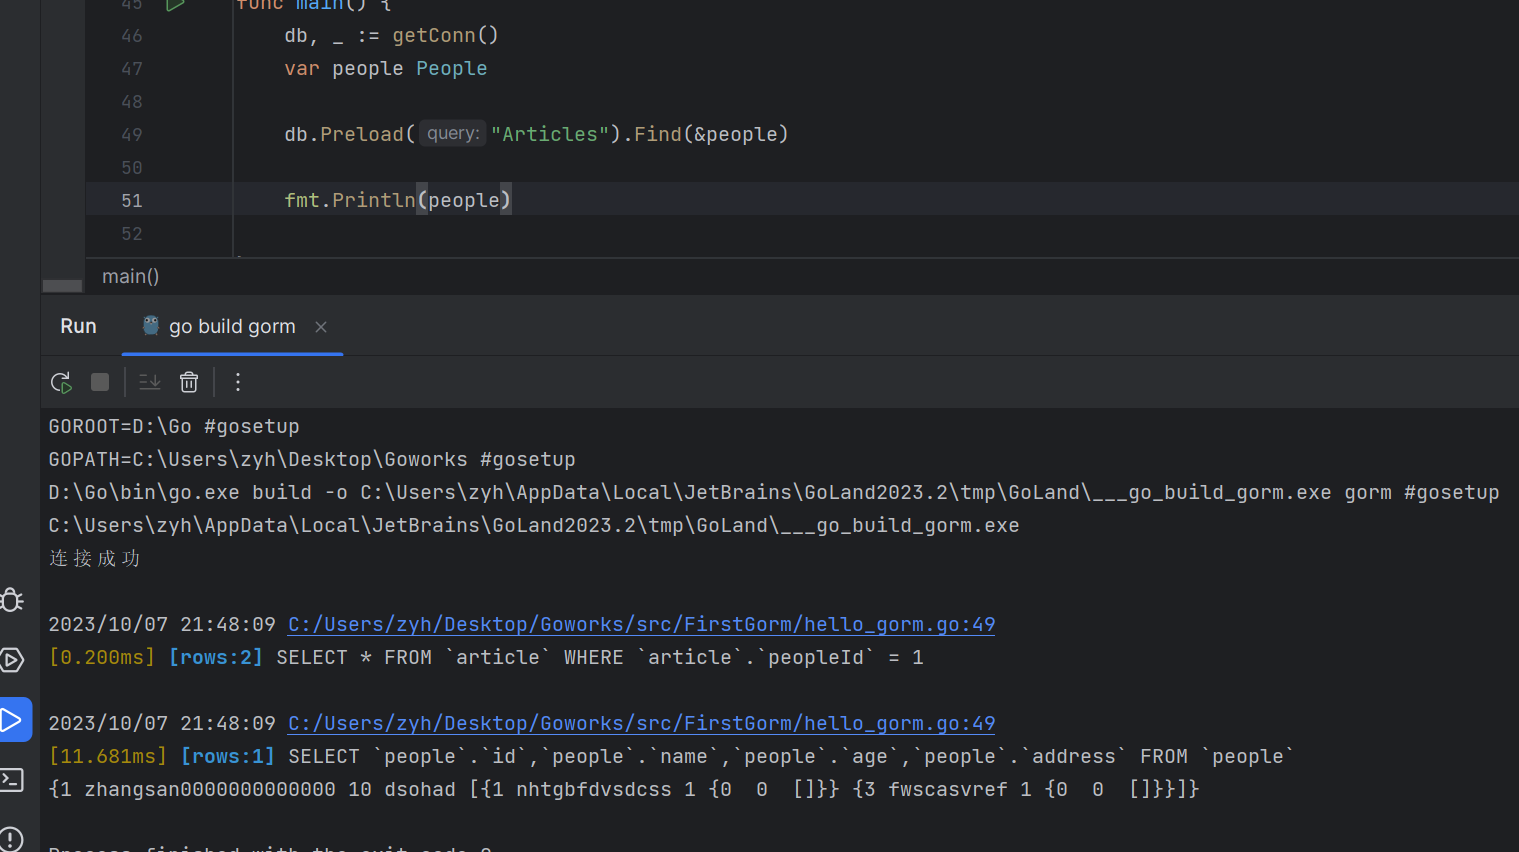 45 func main() {
46 db, _ := getConn()
47 var people People
48
49 db.Preload( query: "Articles").Find(&people)
50
51 fmt.Println(people)
52
main()
Run go build gorm ×
GOROOT=D:\Go #gosetup
GOPATH=C:\Users\zyh\Desktop\Goworks #gosetup
D:\Go\bin\go.exe build -o C:\Users\zyh\AppData\Local\JetBrains\GoLand2023.2\tmp\GoLand\___go_build_gorm.exe gorm #gosetup
C:\Users\zyh\AppData\Local\JetBrains\GoLand2023.2\tmp\GoLand\___go_build_gorm.exe
连接成功
2023/10/07 21:48:09 C:/Users/zyh/Desktop/Goworks/src/FirstGorm/hello_gorm.go:49
[0.200ms] [rows:2] SELECT * FROM `article` WHERE `article`.`peopleId` = 1
2023/10/07 21:48:09 C:/Users/zyh/Desktop/Goworks/src/FirstGorm/hello_gorm.go:49
[11.681ms] [rows:1] SELECT `people`.`id`,`people`.`name`,`people`.`age`,`people`.`address` FROM `people`
{1 zhangsan0000000000000 10 dsohad [{1 nhtgbfdvsdcss 1 {0  0  []}} {3 fwscasvref 1 {0  0  []}}]}
Process finished with the exit code 0